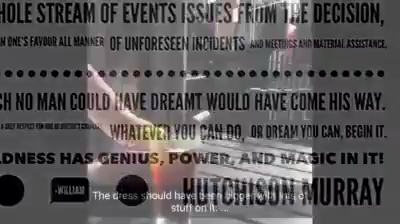 HOLE STREAM OF EVENTS ISSUES FROM THE DECISION,
IN ONE'S FAVOUR ALL MANNER OF UNFORESEEN INCIDENTS AND MEETINGS AND MATERIAL ASSISTANCE,
CH NO MAN COULD HAVE DREAMT WOULD HAVE COME HIS WAY.
WHATEVER YOU CAN DO, OR DREAM YOU CAN, BEGIN IT.
LDNESS HAS GENIUS, POWER, AND MAGIC IN IT!
-WILLIAM HUTCHISON MURRAY
The dress should have been
stuff on it. ...